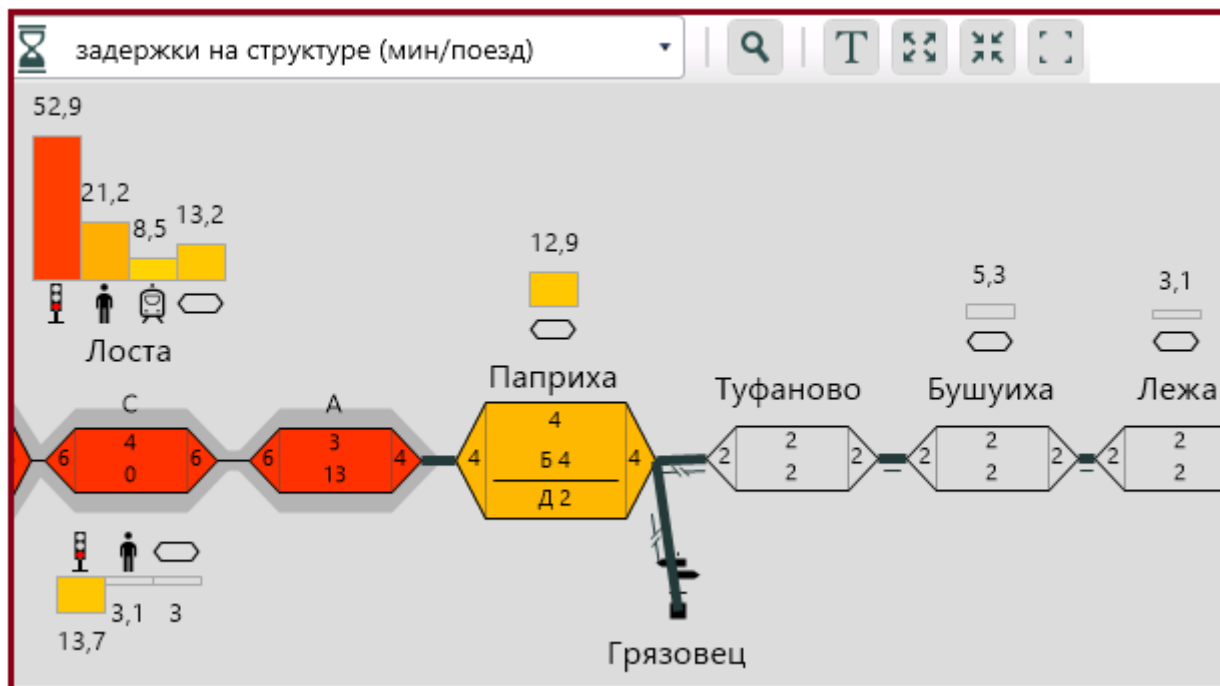 задержки на структуре (мин/поезд)
T
52,9
21,2
8,5
13,2
12,9
5,3
3,1
Лоста
Паприха
Туфаново
Бушуиха
Лежа
С
А
6
4
0
6
6
3
13
4
4
4
Б 4
Д 2
4
2
2
2
2
2
2
2
2
2
2
2
13,7
3,1
3
Грязовец